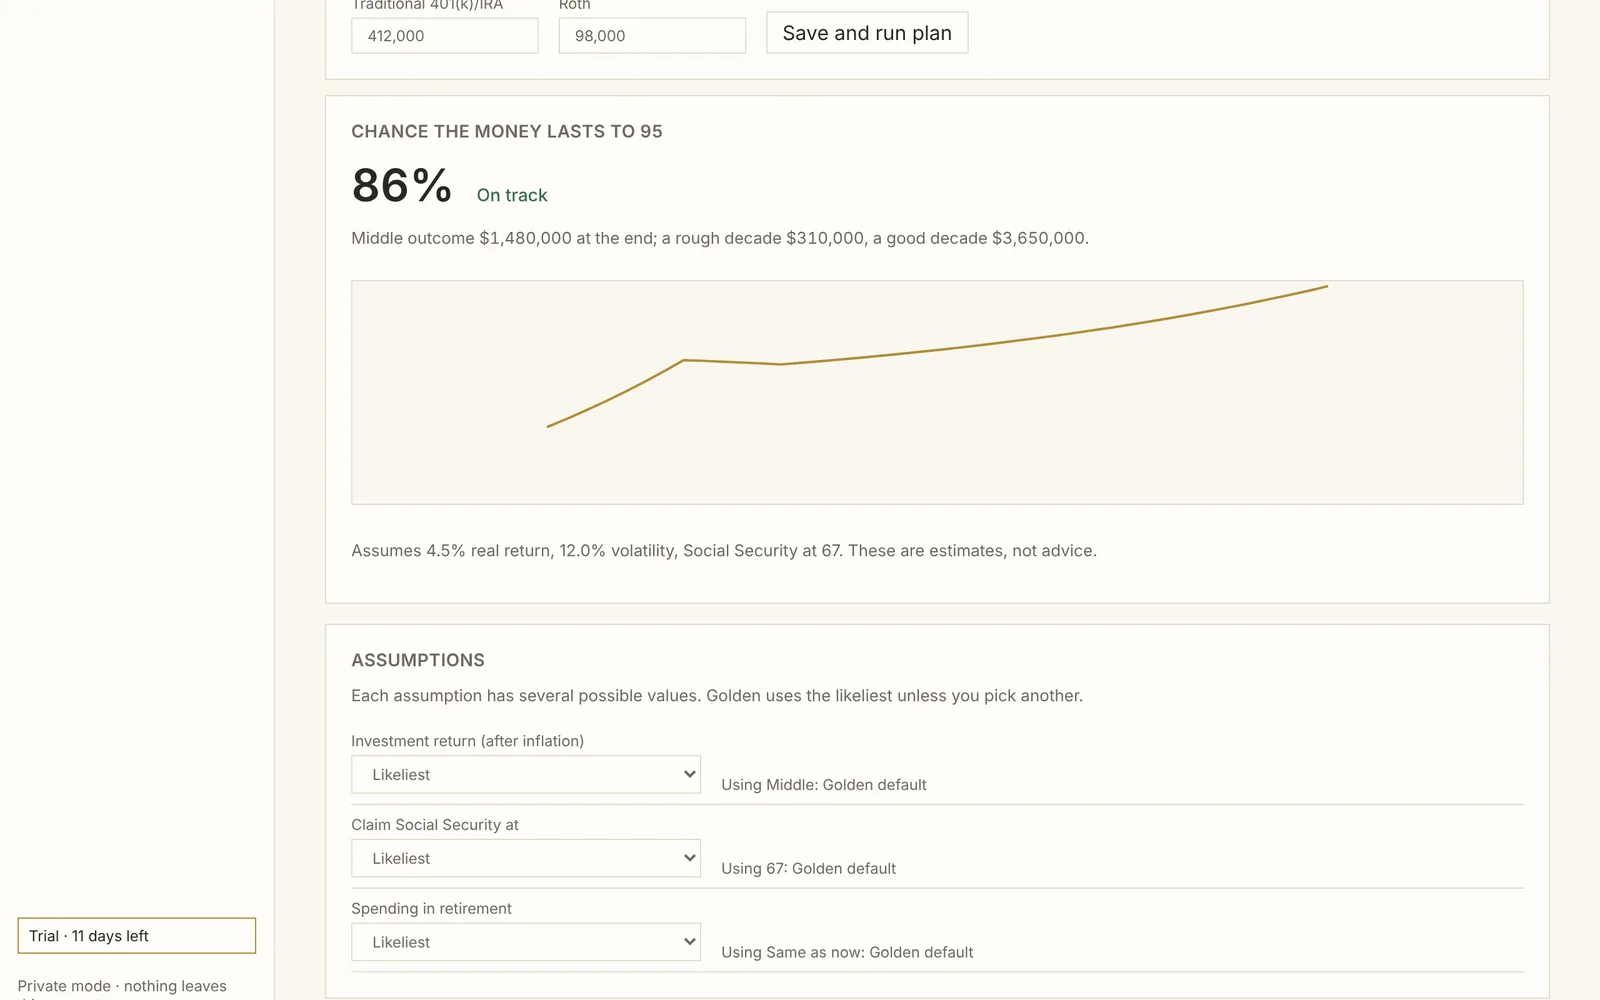 Traditional 401(k)/IRA
Roth
412,000
98,000
Save and run plan
CHANCE THE MONEY LASTS TO 95
86%
On track
Middle outcome $1,480,000 at the end; a rough decade $310,000, a good decade $3,650,000.
Assumes 4.5% real return, 12.0% volatility, Social Security at 67. These are estimates, not advice.
ASSUMPTIONS
Each assumption has several possible values. Golden uses the likeliest unless you pick another.
Investment return (after inflation)
Likeliest
Using Middle: Golden default
Claim Social Security at
Likeliest
Using 67: Golden default
Spending in retirement
Likeliest
Using Same as now: Golden default
Trial · 11 days left
Private mode · nothing leaves